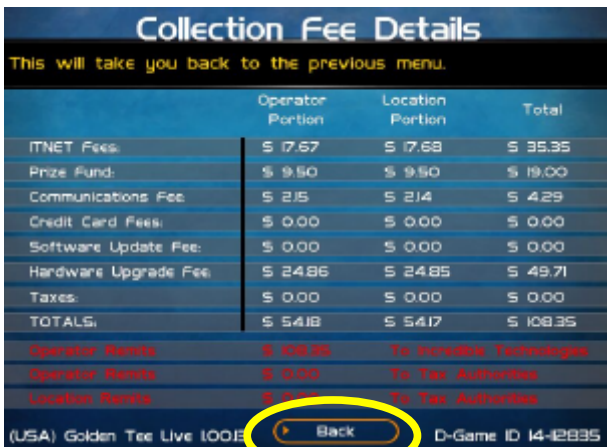 Collection Fee Details
This will take you back to the previous menu.
Operator Portion Location Portion Total
ITNET Fees: $ 17.67 $ 17.68 $ 35.35
Prize Fund: $ 9.50 $ 9.50 $ 19.00
Communications Fee: $ 2.15 $ 2.14 $ 4.29
Credit Card Fees: $ 0.00 $ 0.00 $ 0.00
Software Update Fee: $ 0.00 $ 0.00 $ 0.00
Hardware Upgrade Fee: $ 24.86 $ 24.85 $ 49.71
Taxes: $ 0.00 $ 0.00 $ 0.00
TOTALS: $ 54.18 $ 54.17 $ 108.35
Operator Remits $ 108.35 To Incredible Technologies
Operator Remits $ 0.00 To Tax Authorities
Location Remits To Tax Authorities
(USA) Golden Tee Live 1.00.13 Back D-Game ID 14-12835